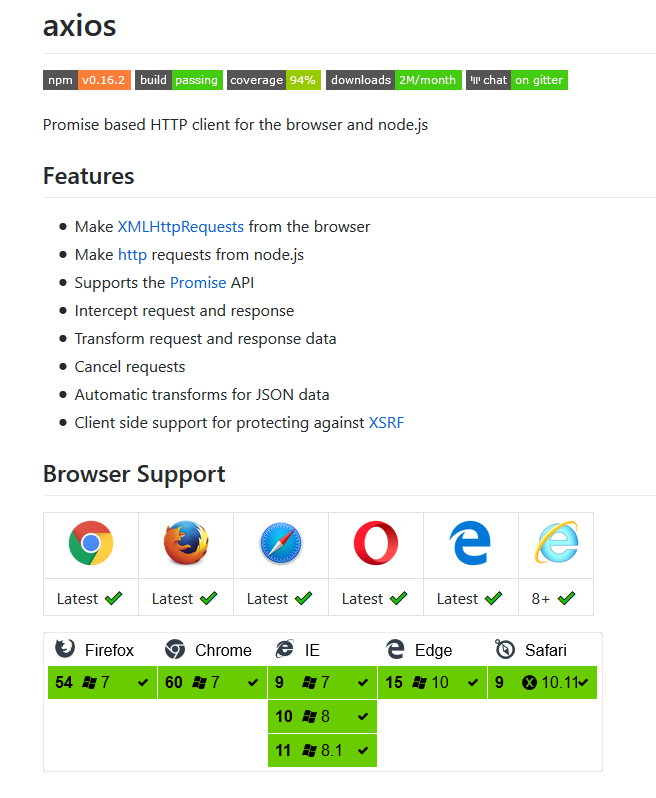 axios
npm v0.16.2 build passing coverage 94% downloads 2M/month chat on gitter
Promise based HTTP client for the browser and node.js
Features
Make XMLHttpRequests from the browser
Make http requests from node.js
Supports the Promise API
Intercept request and response
Transform request and response data
Cancel requests
Automatic transforms for JSON data
Client side support for protecting against XSRF
Browser Support
Latest ✔ Latest ✔ Latest ✔ Latest ✔ Latest ✔ 8+ ✔
Firefox Chrome IE Edge Safari
54 7 ✔ 60 7 ✔ 9 7 ✔ 15 10 ✔ 9 10.11 ✔
10 8 ✔
11 8.1 ✔